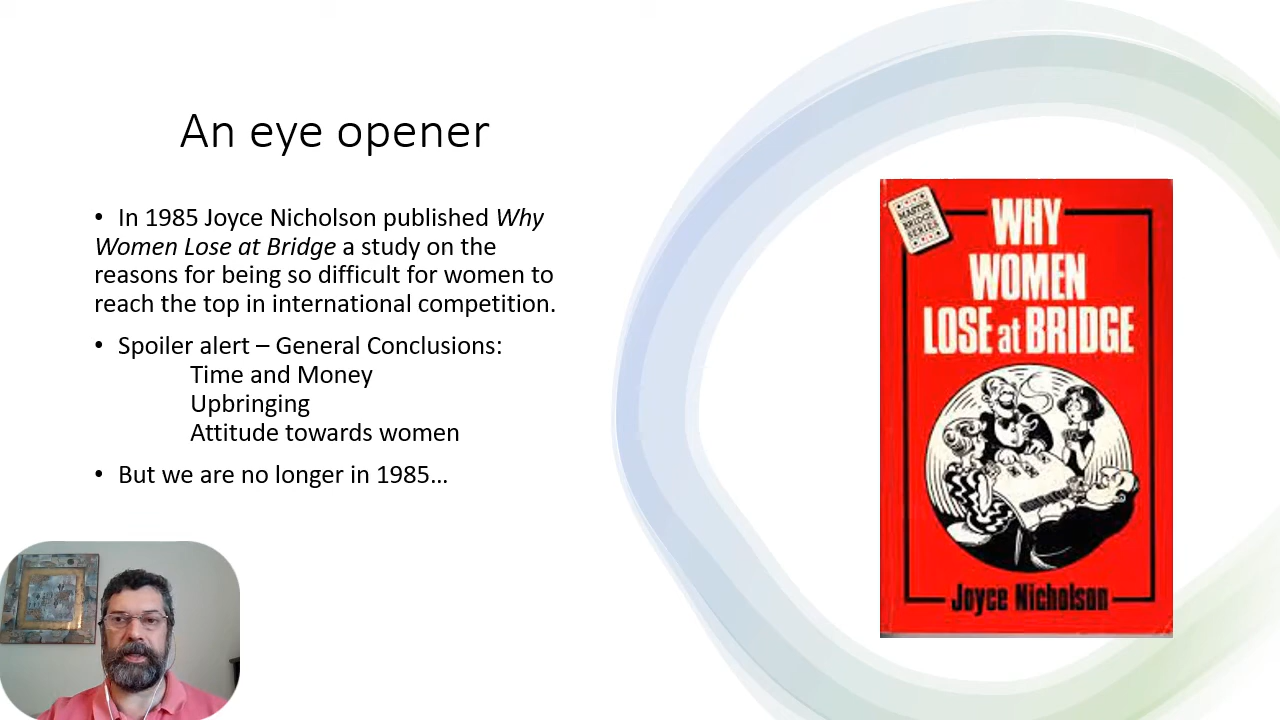 An eye opener
• In 1985 Joyce Nicholson published Why
Women Lose at Bridge a study on the
reasons for being so difficult for women to
reach the top in international competition.
• Spoiler alert – General Conclusions:
Time and Money
Upbringing
Attitude towards women
• But we are no longer in 1985…
MASTER
BRIDGE
SERIES
WHY
WOMEN
LOSE at BRIDGE
Joyce Nicholson